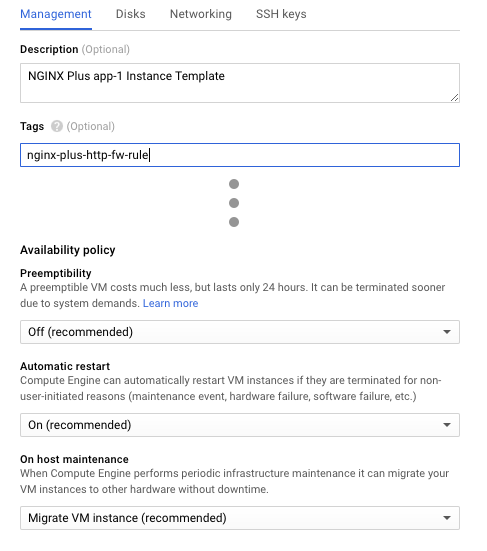 Management Disks Networking SSH keys
Description (Optional)
NGINX Plus app-1 Instance Template
Tags ? (Optional)
nginx-plus-http-fw-rule
Availability policy
Preemptibility
A preemptible VM costs much less, but lasts only 24 hours. It can be terminated sooner
due to system demands. Learn more
Off (recommended)
Automatic restart
Compute Engine can automatically restart VM instances if they are terminated for non-
user-initiated reasons (maintenance event, hardware failure, software failure, etc.)
On (recommended)
On host maintenance
When Compute Engine performs periodic infrastructure maintenance it can migrate your
VM instances to other hardware without downtime.
Migrate VM instance (recommended)